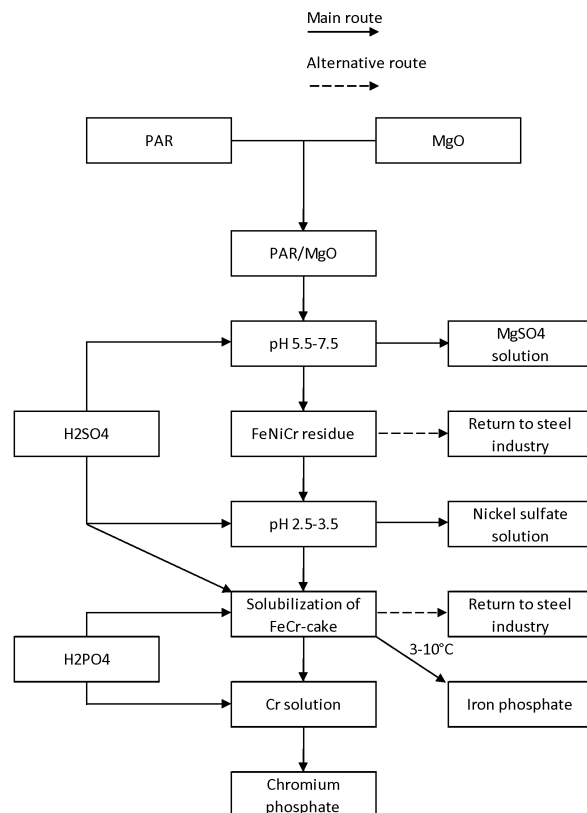 Main route
Alternative route
PAR
MgO
PAR/MgO
pH 5.5-7.5
MgSO4
solution
H2SO4
FeNiCr residue
Return to steel
industry
pH 2.5-3.5
Nickel sulfate
solution
Solubilization of
FeCr-cake
Return to steel
industry
3-10°C
H2PO4
Cr solution
Iron phosphate
Chromium
phosphate